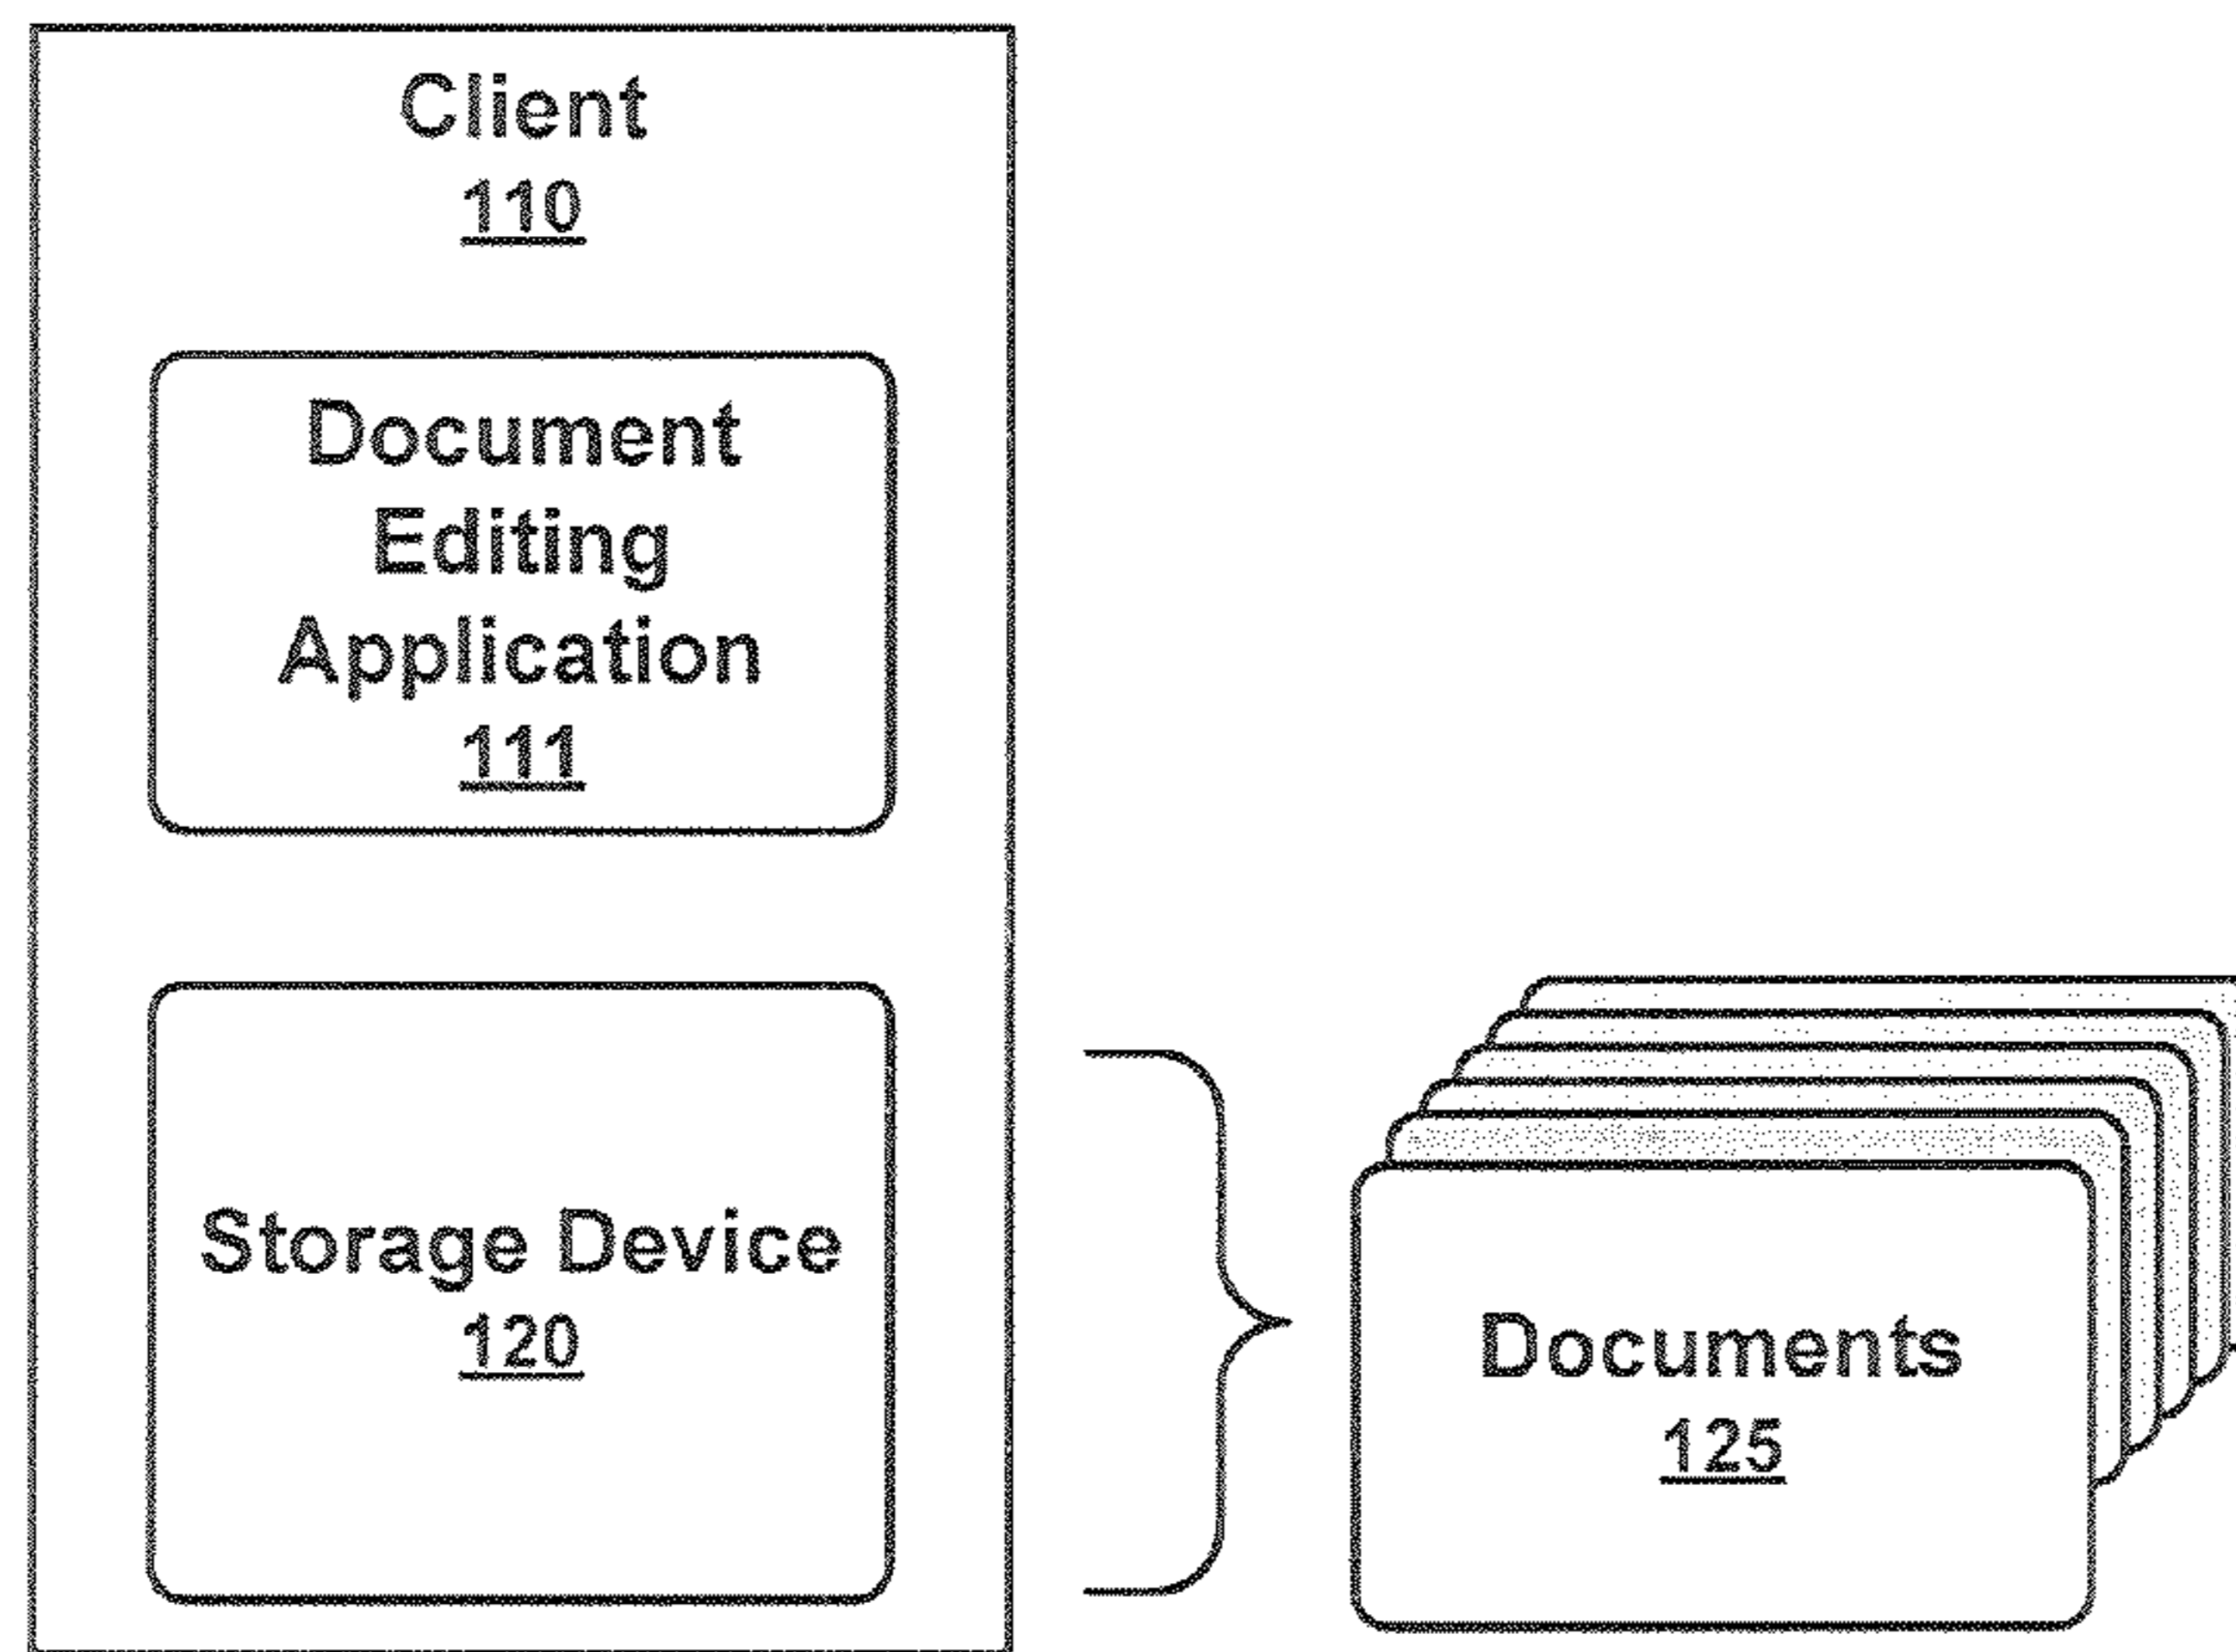 Client
110
Document
Editing
Application
111
Storage Device
120
Documents
125